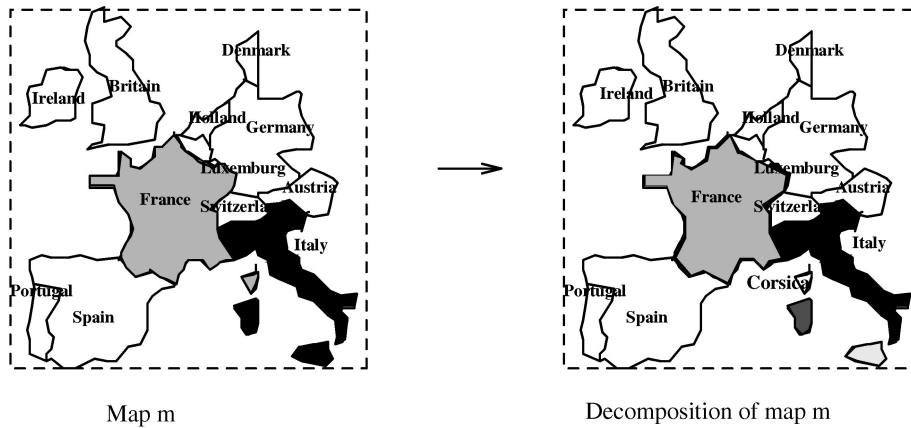 Denmark
Britain
Ireland
Holland
Germany
Luxemburg
Austria
France
Switzerla
Italy
Portugal
Spain
Map m
Denmark
Britain
Ireland
Holland
Germany
Luxemburg
Austria
France
Switzerla
Italy
Corsica
Portugal
Spain
Decomposition of map m